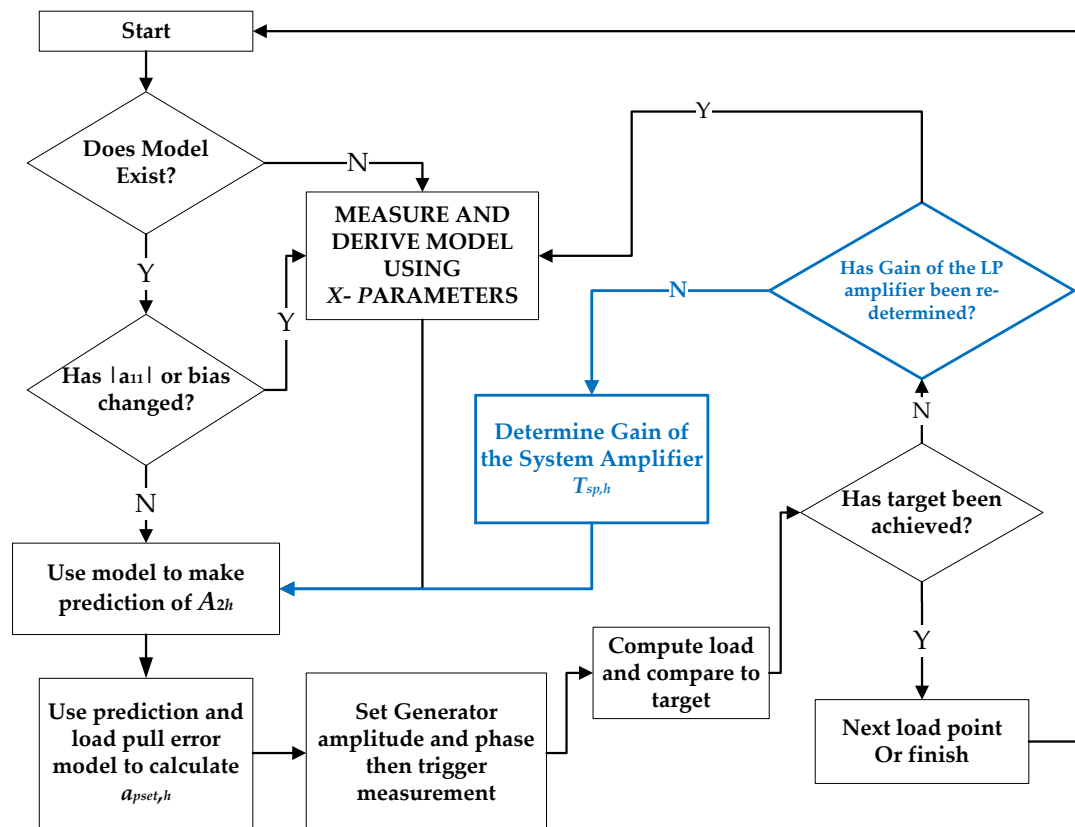 Start
Does Model
Exist?
N
Y
Y
MEASURE AND
DERIVE MODEL
USING
X- PARAMETERS
Y
Has |a11| or bias
changed?
N
Has Gain of the LP
amplifier been re-
determined?
N
Determine Gain of
the System Amplifier
Tsp,h
N
Has target been
achieved?
Y
Use model to make
prediction of A2h
Use prediction and
load pull error
model to calculate
apset,h
Set Generator
amplitude and phase
then trigger
measurement
Compute load
and compare to
target
Next load point
Or finish